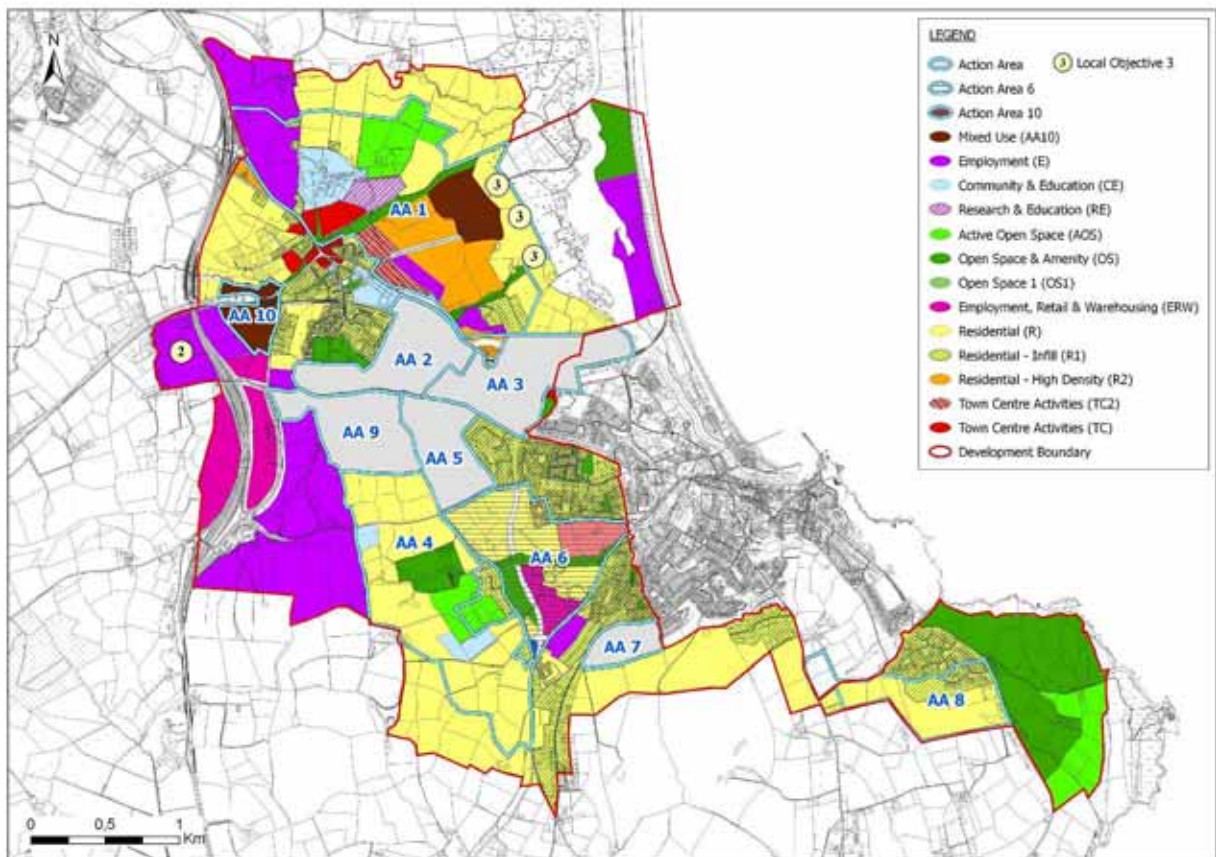 N
LEGEND
Action Area
3 Local Objective 3
Action Area 6
Action Area 10
Mixed Use (AA10)
Employment (E)
Community & Education (CE)
Research & Education (RE)
Active Open Space (AOS)
Open Space & Amenity (OS)
Open Space 1 (OS1)
Employment, Retail & Warehousing (ERW)
Residential (R)
Residential - Infill (R1)
Residential - High Density (R2)
Town Centre Activities (TC2)
Town Centre Activities (TC)
Development Boundary
3
AA 1
3
3
AA 10
2
AA 2
AA 3
AA 9
AA 5
AA 4
AA 6
AA 7
AA 8
0 0,5 1
Km